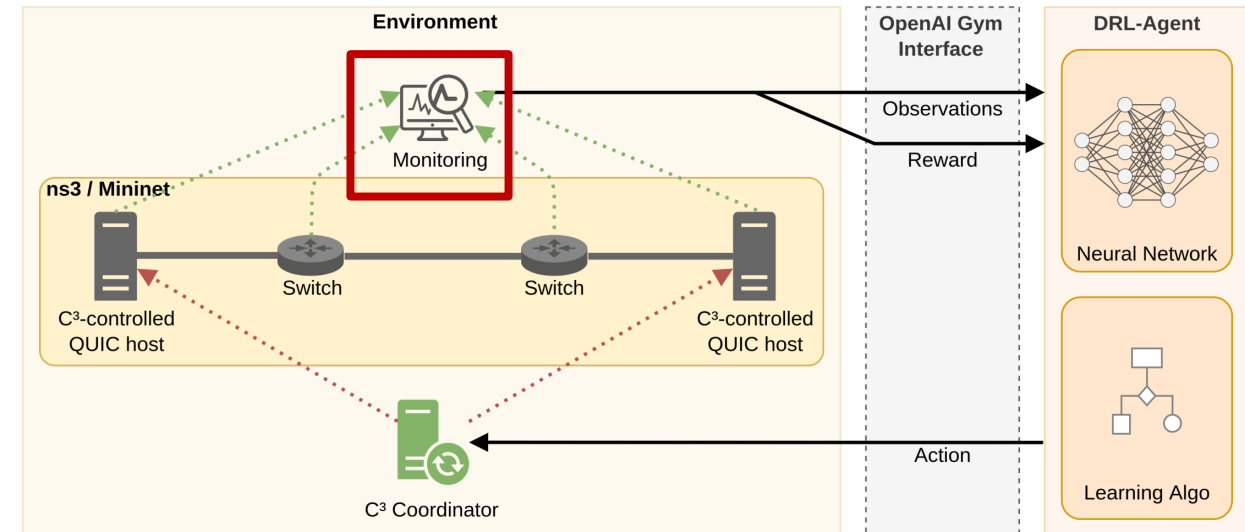 Environment
OpenAI Gym
Interface
DRL-Agent
Observations
Monitoring
Reward
ns3 / Mininet
Neural Network
Switch
Switch
C³-controlled
QUIC host
C³-controlled
QUIC host
Action
Learning Algo
C³ Coordinator